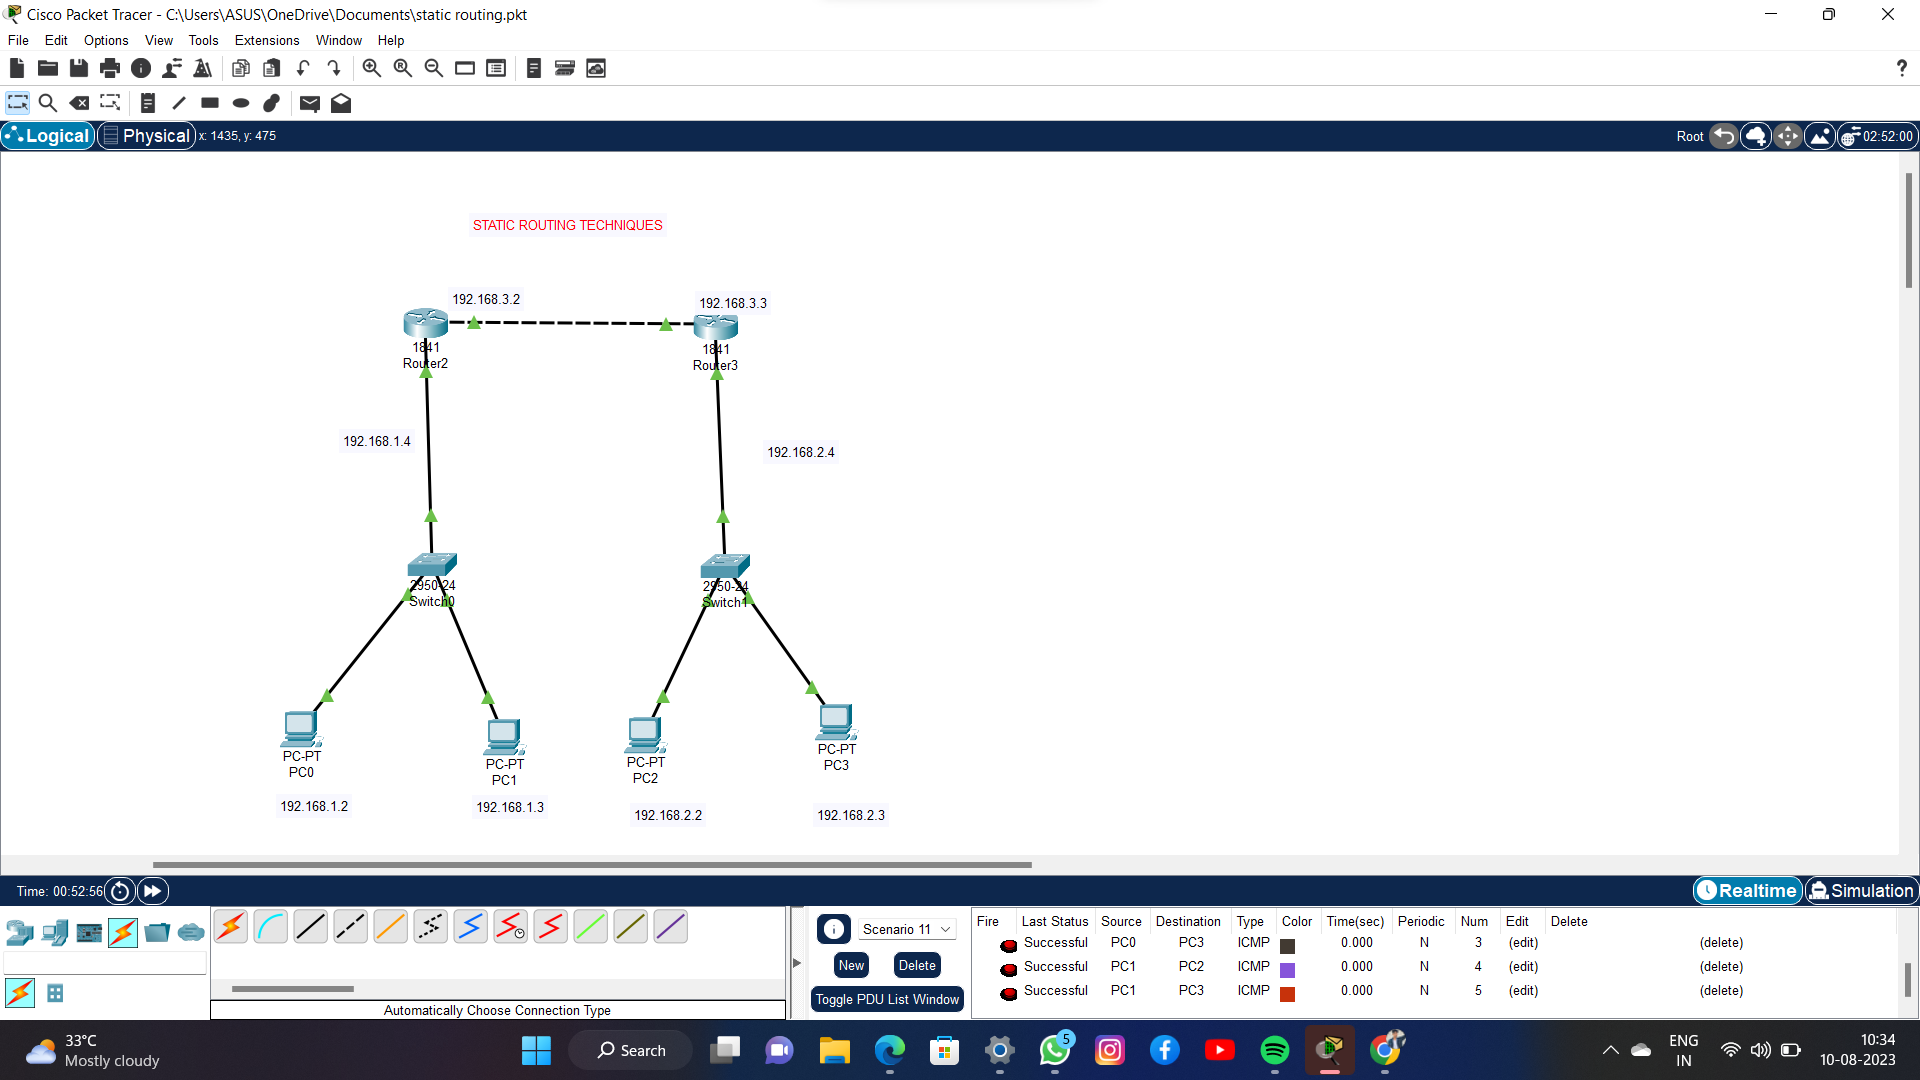 Cisco Packet Tracer - C:\Users\ASUS\OneDrive\Documents\static routing.pkt
File Edit Options View Tools Extensions Window Help
?
Logical Physical x: 1435, y: 475 Root 02:52:00
STATIC ROUTING TECHNIQUES
192.168.3.2 192.168.3.3
1841 1841
Router2 Router3
192.168.1.4 192.168.2.4
2950-24 2950-24
Switch0 Switch1
PC-PT PC-PT PC-PT PC-PT
PC0 PC1 PC2 PC3
192.168.1.2 192.168.1.3 192.168.2.2 192.168.2.3
Time: 00:52:56 Realtime Simulation
Scenario 11
New Delete
Toggle PDU List Window
Fire Last Status Source Destination Type Color Time(sec) Periodic Num Edit Delete
Successful PC0 PC3 ICMP 0.000 N 3 (edit) (delete)
Successful PC1 PC2 ICMP 0.000 N 4 (edit) (delete)
Successful PC1 PC3 ICMP 0.000 N 5 (edit) (delete)
Automatically Choose Connection Type
33°C
Mostly cloudy
Search
5
ENG
IN
10:34
10-08-2023